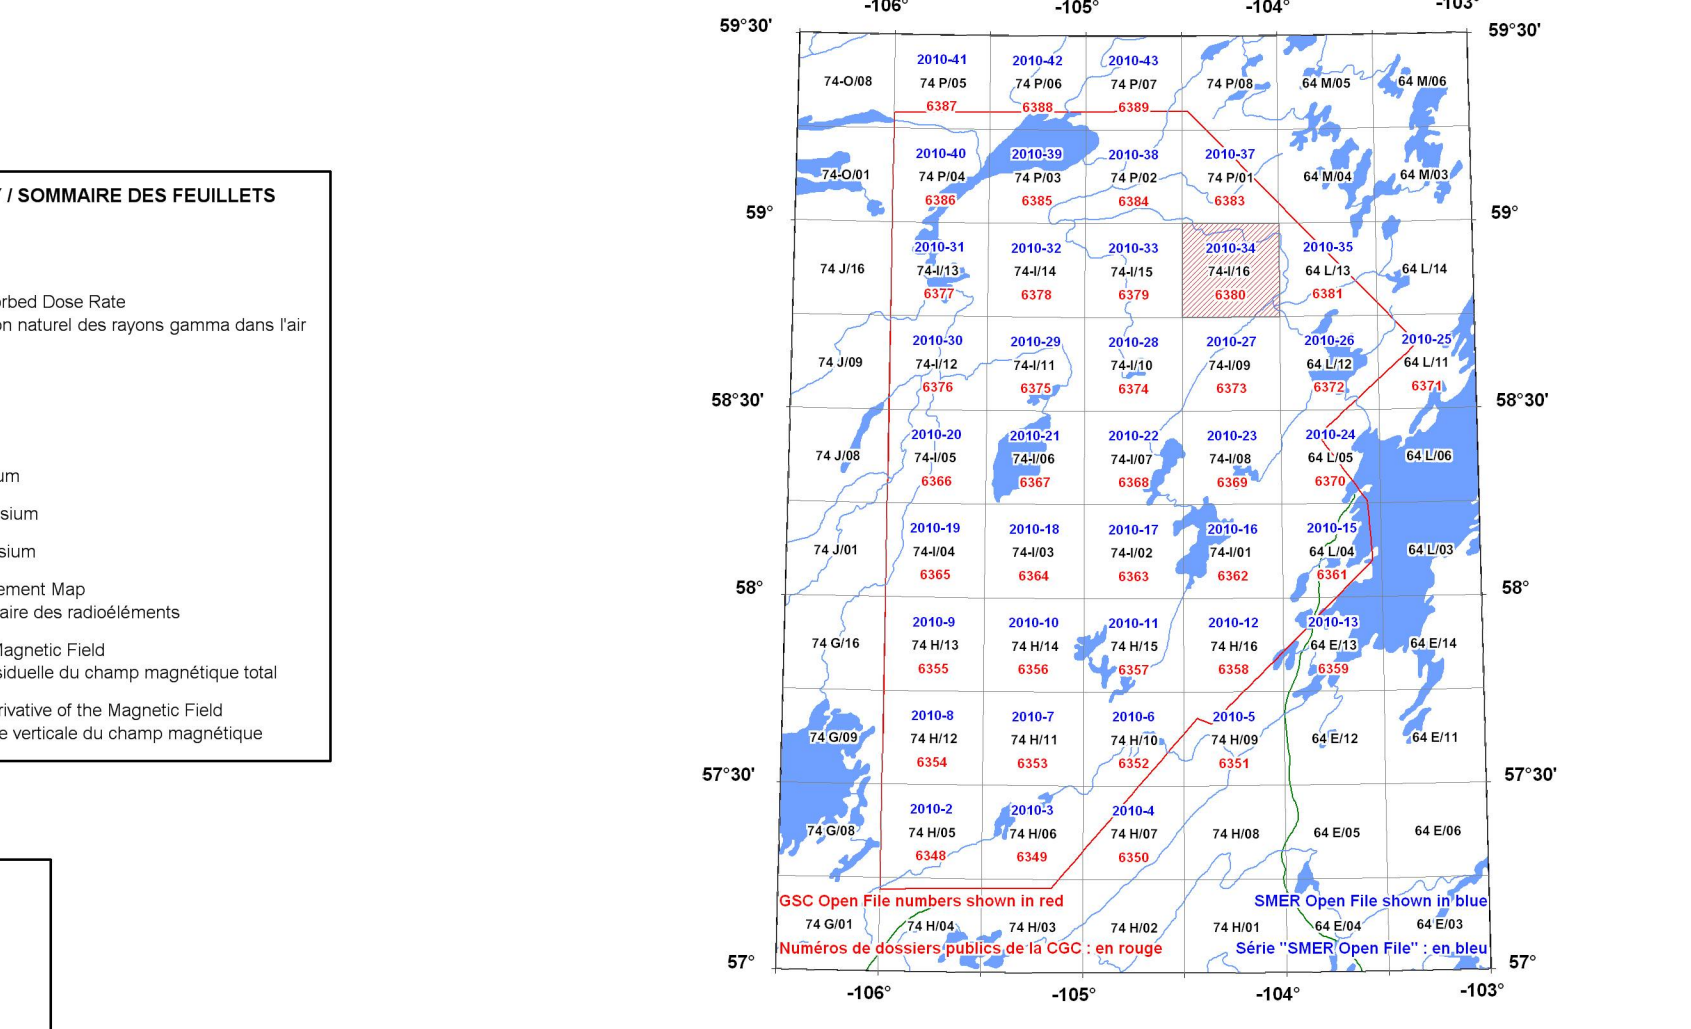 / SOMMAIRE DES FEUILLETS
rbed Dose Rate
on naturel des rayons gamma dans l'air
um
sium
sium
ement Map
aire des radioéléments
Magnetic Field
siduelle du champ magnétique total
rivative of the Magnetic Field
e verticale du champ magnétique
-106° -105° -104° -103°
59°30' 59°30'
2010-41 2010-42 2010-43
74-O/08 74 P/05 74 P/06 74 P/07 74 P/08 64 M/05 64 M/06
6387 6388 6389
2010-40 2010-39 2010-38 2010-37
74-O/01 74 P/04 74 P/03 74 P/02 74 P/01 64 M/04 64 M/03
6386 6385 6384 6383
59° 59°
2010-31 2010-32 2010-33 2010-34 2010-35
74 J/16 74-I/13 74-I/14 74-I/15 74-I/16 64 L/13 64 L/14
6377 6378 6379 6380 6381
2010-30 2010-29 2010-28 2010-27 2010-26 2010-25
74 J/09 74-I/12 74-I/11 74-I/10 74-I/09 64 L/12 64 L/11
6376 6375 6374 6373 6372 6371
58°30' 58°30'
2010-20 2010-21 2010-22 2010-23 2010-24
74 J/08 74-I/05 74-I/06 74-I/07 74-I/08 64 L/05 64 L/06
6366 6367 6368 6369 6370
2010-19 2010-18 2010-17 2010-16 2010-15
74 J/01 74-I/04 74-I/03 74-I/02 74-I/01 64 L/04 64 L/03
6365 6364 6363 6362 6361
58° 58°
2010-9 2010-10 2010-11 2010-12 2010-13
74 G/16 74 H/13 74 H/14 74 H/15 74 H/16 64 E/13 64 E/14
6355 6356 6357 6358 6359
2010-8 2010-7 2010-6 2010-5
74 G/09 74 H/12 74 H/11 74 H/10 74 H/09 64 E/12 64 E/11
6354 6353 6352 6351
57°30' 57°30'
2010-2 2010-3 2010-4
74 G/08 74 H/05 74 H/06 74 H/07 74 H/08 64 E/05 64 E/06
6348 6349 6350
GSC Open File numbers shown in red SMER Open File shown in blue
74 G/01 74 H/04 74 H/03 74 H/02 74 H/01 64 E/04 64 E/03
Numéros de dossiers publics de la CGC : en rouge Série "SMER Open File" : en bleu
57° 57°
-106° -105° -104° -103°